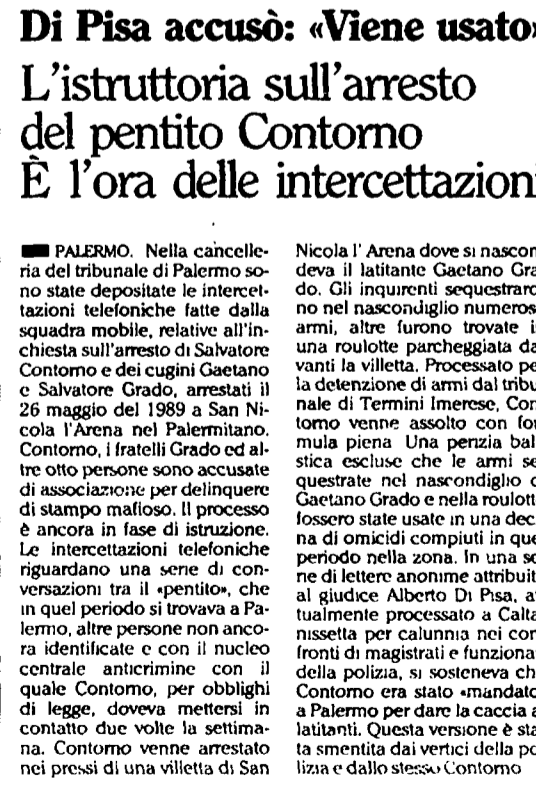 Di Pisa accusò: «Viene usato»
L'istruttoria sull'arresto
del pentito Contorno
È l'ora delle intercettazioni
PALERMO. Nella cancelle-
ria del tribunale di Palermo so-
no state depositate le intercet-
tazioni telefoniche fatte dalla
squadra mobile, relative all'in-
chiesta sull'arresto di Salvatore
Contorno e dei cugini Gaetano
e Salvatore Grado, arrestati il
26 maggio del 1989 a San Ni-
cola l'Arena nel Palermitano.
Contorno, i fratelli Grado ed al-
tre otto persone sono accusate
di associazione per delinquere
di stampo mafioso. Il processo
è ancora in fase di istruzione.
Le intercettazioni telefoniche
riguardano una serie di con-
versazioni tra il «pentito», che
in quel periodo si trovava a Pa-
lermo, altre persone non anco-
ra identificate e con il nucleo
centrale anticrimine con il
quale Contorno, per obblighi
di legge, doveva mettersi in
contatto due volte la settima-
na. Contorno venne arrestato
nei pressi di una villetta di San
Nicola l' Arena dove si nascon
deva il latitante Gaetano Gra
do. Gli inquirenti sequestraro
no nel nascondiglio numeros
armi, altre furono trovate i
una roulotte parcheggiata da
vanti la villetta. Processato pe
la detenzione di armi dal tribu
nale di Termini Imerese, Con
torno venne assolto con for
mula piena Una perizia bali
stica escluse che le armi se
questrate nel nascondiglio d
Gaetano Grado e nella roulott
fossero state usate in una deci
na di omicidi compiuti in que
periodo nella zona. In una se
rie di lettere anonime attribuit
al giudice Alberto Di Pisa, at
tualmente processato a Calta
nissetta per calunnia nei con
fronti di magistrati e funziona
della polizia, si sosteneva ch
Contorno era stato «mandato
a Palermo per dare la caccia a
latitanti. Questa versione è sta
ta smentita dai vertici della po
lizia e dallo stesso Contorno